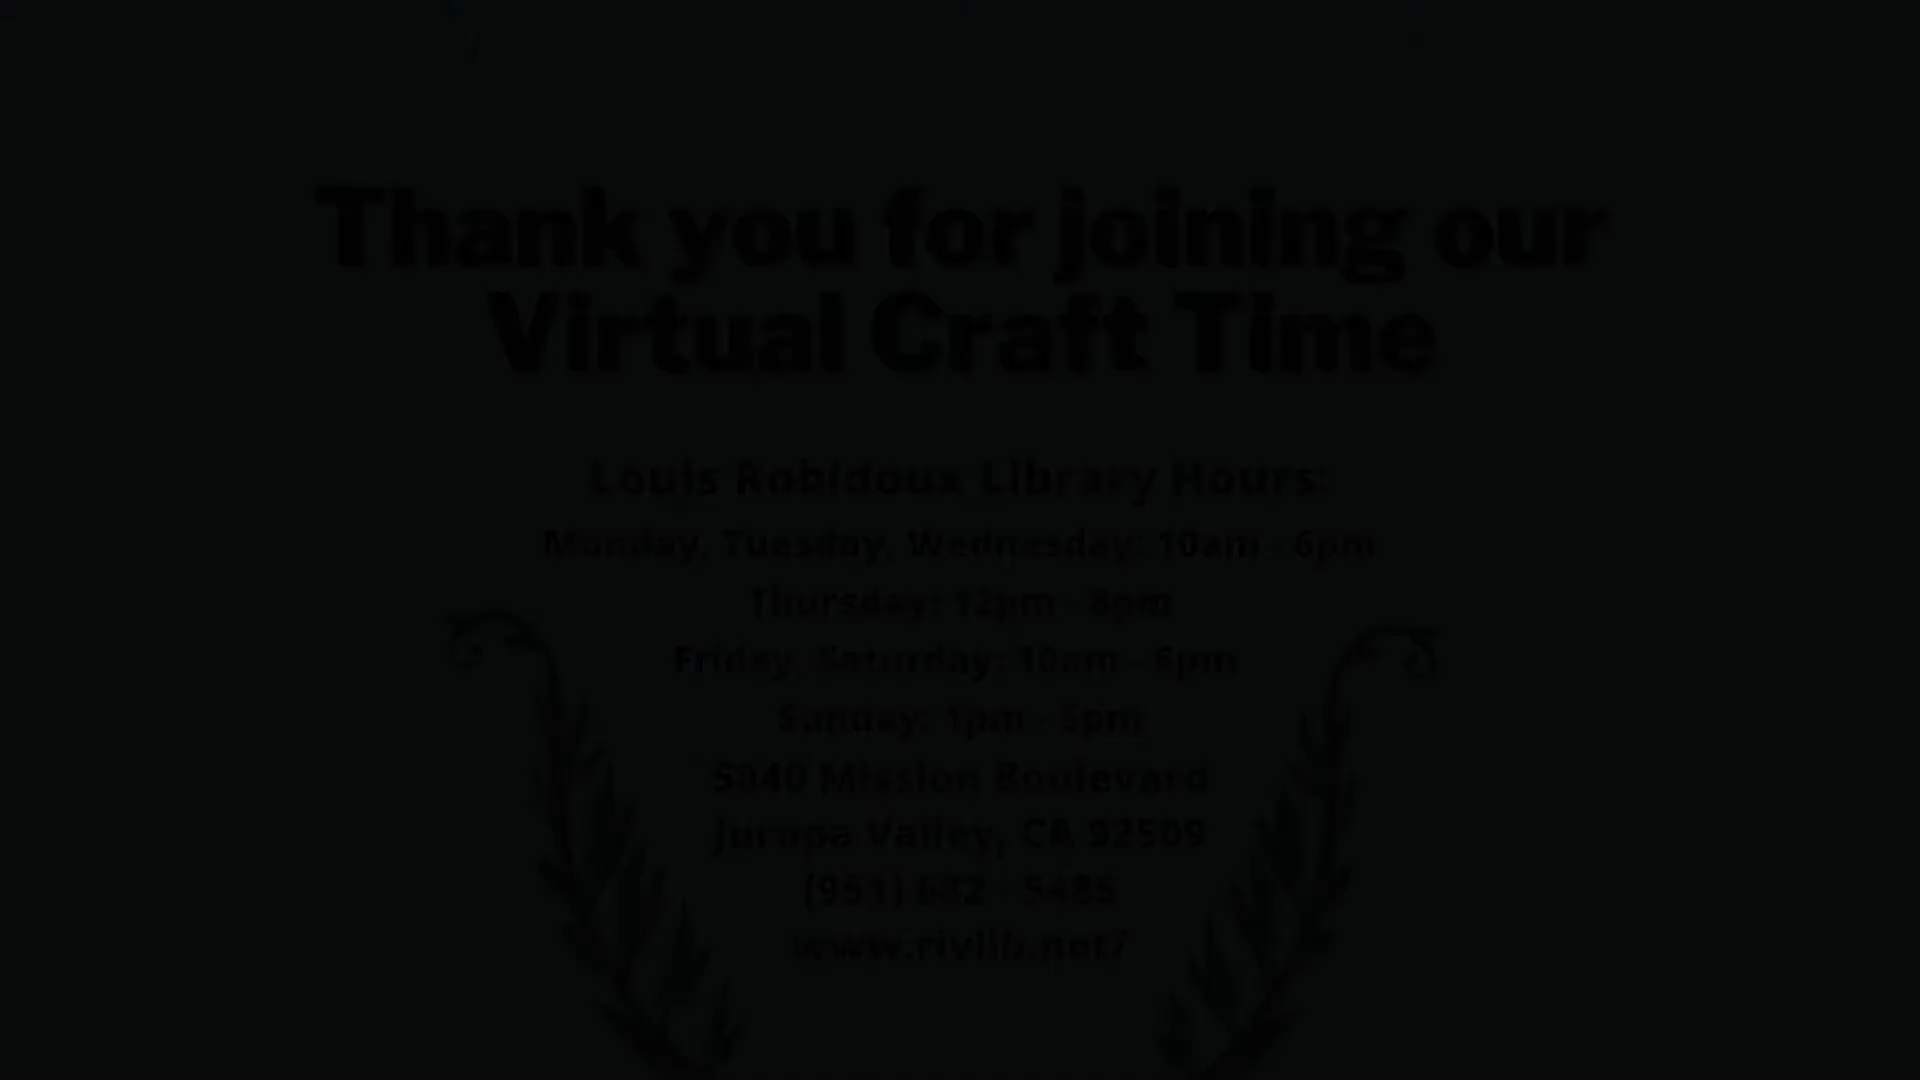 Thank you for joining our
Virtual Craft Time
Louis Robidoux Library Hours:
Monday, Tuesday, Wednesday: 10am - 6pm
Thursday: 12pm - 8pm
Friday, Saturday: 10am - 6pm
Sunday: 1pm - 5pm
5840 Mission Boulevard
Jurupa Valley, CA 92509
(951) 682 - 5485
www.rivlib.net/